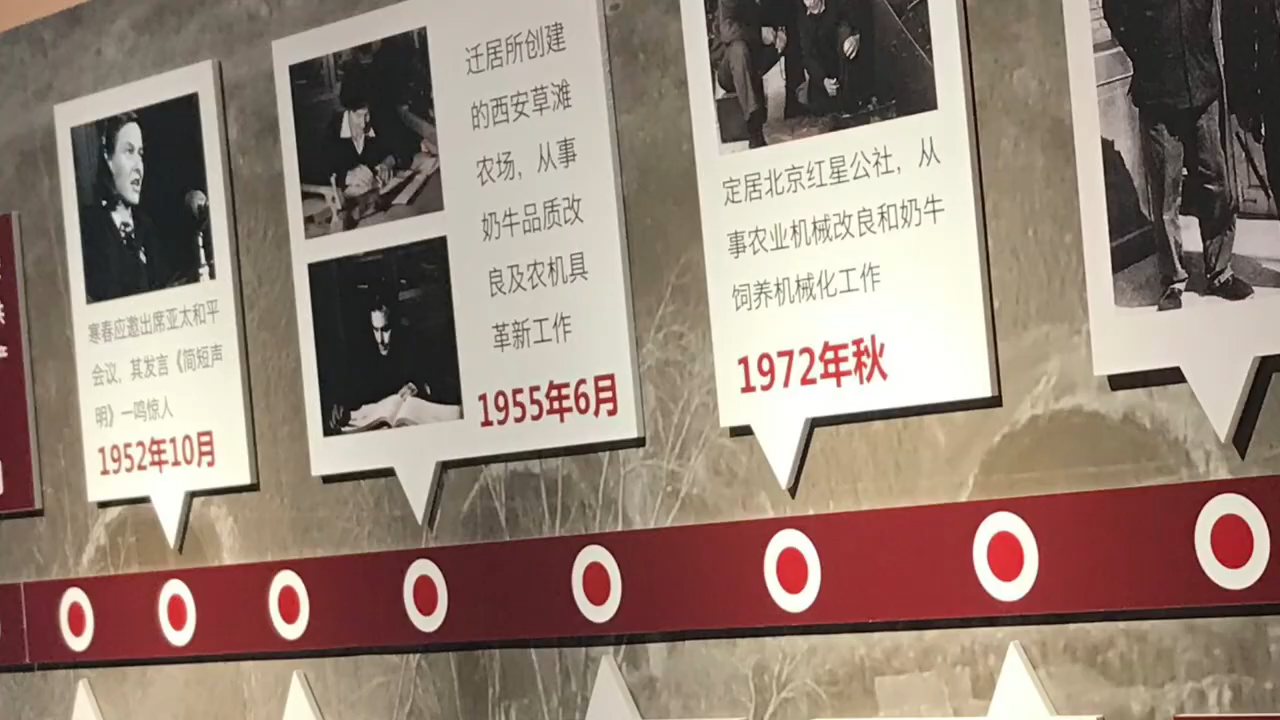 寒春应邀出席亚太和平
会议，其发言《简短声
明》一鸣惊人
1952年10月
迁居所创建
的西安草滩
农场，从事
奶牛品质改
良及农机具
革新工作
1955年6月
定居北京红星公社，从
事农业机械改良和奶牛
饲养机械化工作
1972年秋